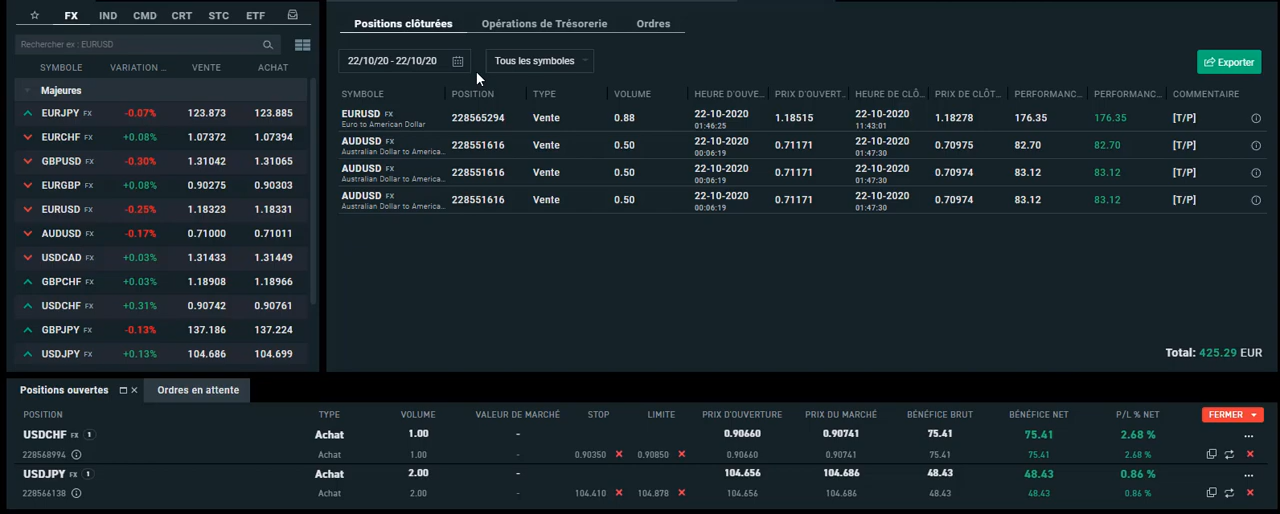 FX IND CMD CRT STC ETF
Rechercher ex : EURUSD
SYMBOLE VARIATION ... VENTE ACHAT
Majeures
EURJPY FX -0.07% 123.873 123.885
EURCHF FX +0.08% 1.07372 1.07394
GBPUSD FX -0.30% 1.31042 1.31065
EURGBP FX +0.08% 0.90275 0.90303
EURUSD FX -0.25% 1.18323 1.18331
AUDUSD FX -0.17% 0.71000 0.71011
USDCAD FX +0.03% 1.31433 1.31449
GBPCHF FX +0.03% 1.18908 1.18966
USDCHF FX +0.31% 0.90742 0.90761
GBPJPY FX -0.13% 137.186 137.224
USDJPY FX +0.13% 104.686 104.699
Positions clôturées Opérations de Trésorerie Ordres
22/10/20 - 22/10/20 Tous les symboles Exporter
SYMBOLE POSITION TYPE VOLUME HEURE D'OUVE... PRIX D'OUVERT... HEURE DE CLÔ... PRIX DE CLÔT... PERFORMANC... PERFORMANC... COMMENTAIRE
EURUSD FX 228565294 Vente 0.88 22-10-2020 1.18515 22-10-2020 1.18278 176.35 176.35 [T/P]
Euro to American Dollar 01:46:25 11:43:01
AUDUSD FX 228551616 Vente 0.50 22-10-2020 0.71171 22-10-2020 0.70975 82.70 82.70 [T/P]
Australian Dollar to America... 00:06:19 01:47:30
AUDUSD FX 228551616 Vente 0.50 22-10-2020 0.71171 22-10-2020 0.70974 83.12 83.12 [T/P]
Australian Dollar to America... 00:06:19 01:47:30
AUDUSD FX 228551616 Vente 0.50 22-10-2020 0.71171 22-10-2020 0.70974 83.12 83.12 [T/P]
Australian Dollar to America... 00:06:19 01:47:30
Total: 425.29 EUR
Positions ouvertes Ordres en attente
POSITION TYPE VOLUME VALEUR DE MARCHÉ STOP LIMITE PRIX D'OUVERTURE PRIX DU MARCHÉ BÉNÉFICE BRUT BÉNÉFICE NET P/L % NET FERMER
USDCHF FX 1 Achat 1.00 - 0.90660 0.90741 75.41 75.41 2.68 % ...
228568994 Achat 1.00 - 0.90350 0.90850 0.90660 0.90741 75.41 75.41 2.68 %
USDJPY FX 1 Achat 2.00 - 104.656 104.686 48.43 48.43 0.86 % ...
228566138 Achat 2.00 - 104.410 104.878 104.656 104.686 48.43 48.43 0.86 %